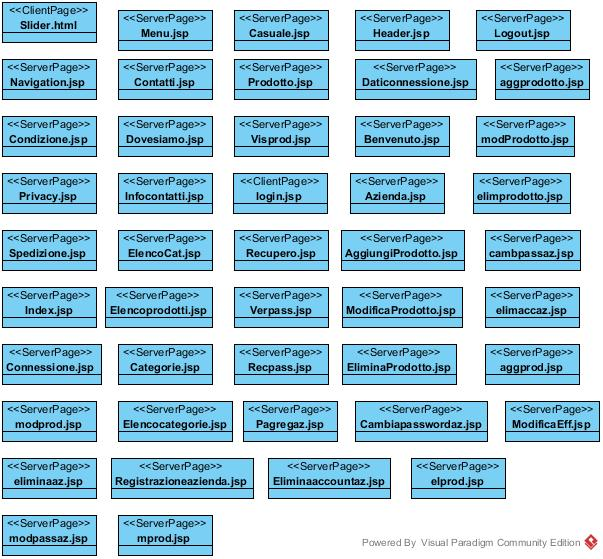 <<ClientPage>>
Slider.html
<<ServerPage>>
Menu.jsp
<<ServerPage>>
Casuale.jsp
<<ServerPage>>
Header.jsp
<<ServerPage>>
Logout.jsp
<<ServerPage>>
Navigation.jsp
<<ServerPage>>
Contatti.jsp
<<ServerPage>>
Prodotto.jsp
<<ServerPage>>
Daticonnessione.jsp
<<ServerPage>>
aggprodotto.jsp
<<ServerPage>>
Condizione.jsp
<<ServerPage>>
Dovesiamo.jsp
<<ServerPage>>
Visprod.jsp
<<ServerPage>>
Benvenuto.jsp
<<ServerPage>>
modProdotto.jsp
<<ServerPage>>
Privacy.jsp
<<ServerPage>>
Infocontatti.jsp
<<ClientPage>>
login.jsp
<<ServerPage>>
Azienda.jsp
<<ServerPage>>
elimprodotto.jsp
<<ServerPage>>
Spedizione.jsp
<<ServerPage>>
ElencoCat.jsp
<<ServerPage>>
Recupero.jsp
<<ServerPage>>
AggiungiProdotto.jsp
<<ServerPage>>
cambpassaz.jsp
<<ServerPage>>
Index.jsp
<<ServerPage>>
Elencoprodotti.jsp
<<ServerPage>>
Verpass.jsp
<<ServerPage>>
ModificaProdotto.jsp
<<ServerPage>>
elimaccaz.jsp
<<ServerPage>>
Connessione.jsp
<<ServerPage>>
Categorie.jsp
<<ServerPage>>
Recpass.jsp
<<ServerPage>>
EliminaProdotto.jsp
<<ServerPage>>
aggprod.jsp
<<ServerPage>>
modprod.jsp
<<ServerPage>>
Elencocategorie.jsp
<<ServerPage>>
Pagregaz.jsp
<<ServerPage>>
Cambiapasswordaz.jsp
<<ServerPage>>
ModificaEff.jsp
<<ServerPage>>
eliminaaz.jsp
<<ServerPage>>
Registrazioneazienda.jsp
<<ServerPage>>
Eliminaaccountaz.jsp
<<ServerPage>>
elprod.jsp
<<ServerPage>>
modpassaz.jsp
<<ServerPage>>
mprod.jsp
Powered By Visual Paradigm Community Edition